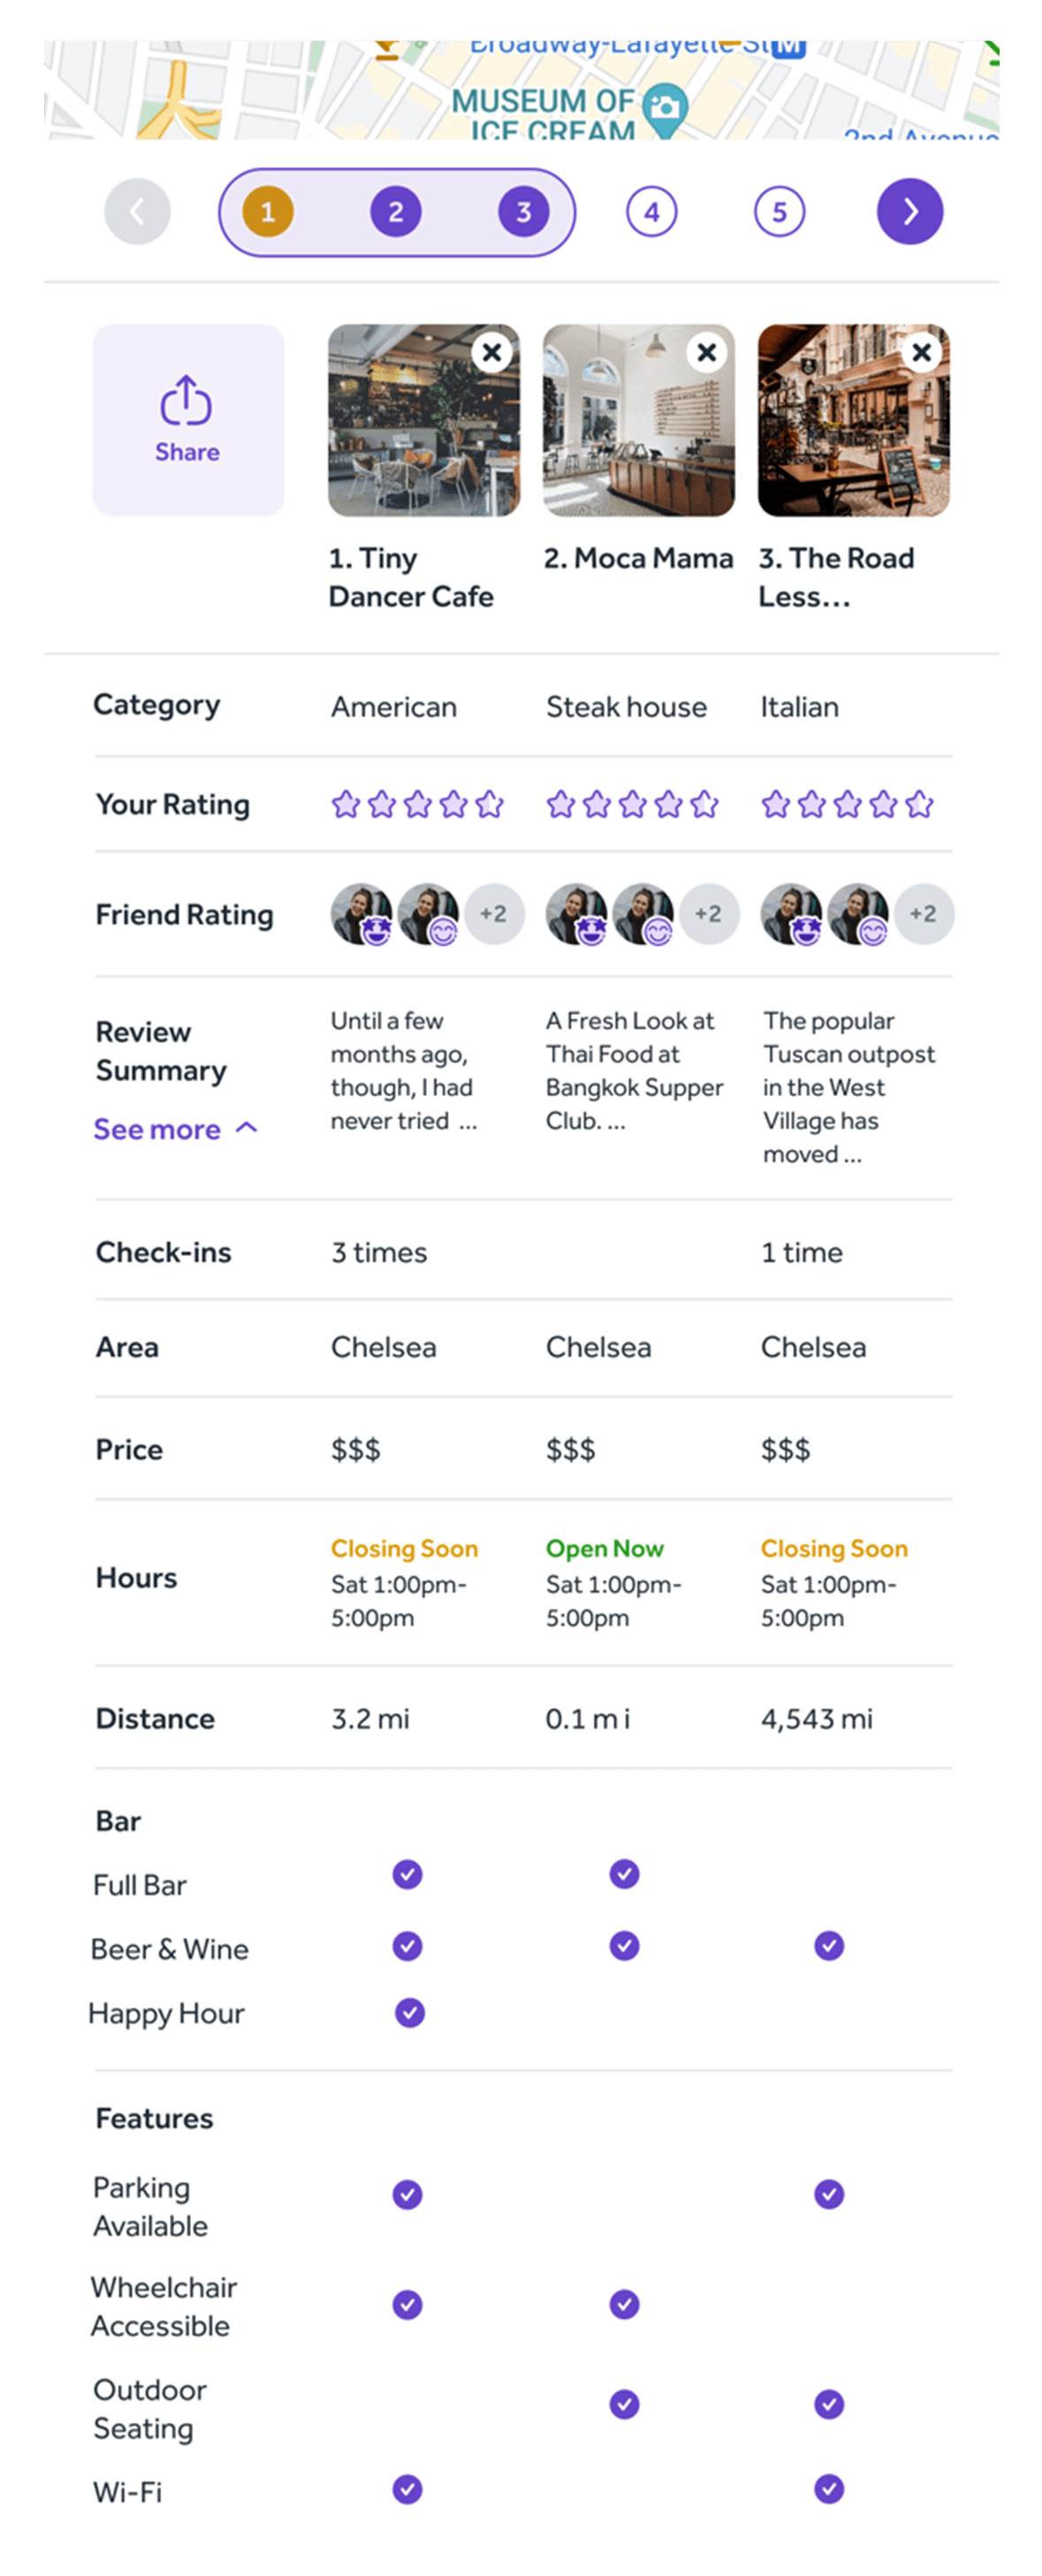 Broadway-Lafayette St M
MUSEUM OF
ICE CREAM
2nd Avenue
1 2 3 4 5
Share
1. Tiny
Dancer Cafe
2. Moca Mama
3. The Road
Less...
Category American Steak house Italian
Your Rating
Friend Rating +2 +2 +2
Review
Summary
See more
Until a few
months ago,
though, I had
never tried ...
A Fresh Look at
Thai Food at
Bangkok Supper
Club. ...
The popular
Tuscan outpost
in the West
Village has
moved ...
Check-ins 3 times 1 time
Area Chelsea Chelsea Chelsea
Price $$$ $$$ $$$
Hours
Closing Soon
Sat 1:00pm-
5:00pm
Open Now
Sat 1:00pm-
5:00pm
Closing Soon
Sat 1:00pm-
5:00pm
Distance 3.2 mi 0.1 m i 4,543 mi
Bar
Full Bar
Beer & Wine
Happy Hour
Features
Parking
Available
Wheelchair
Accessible
Outdoor
Seating
Wi-Fi